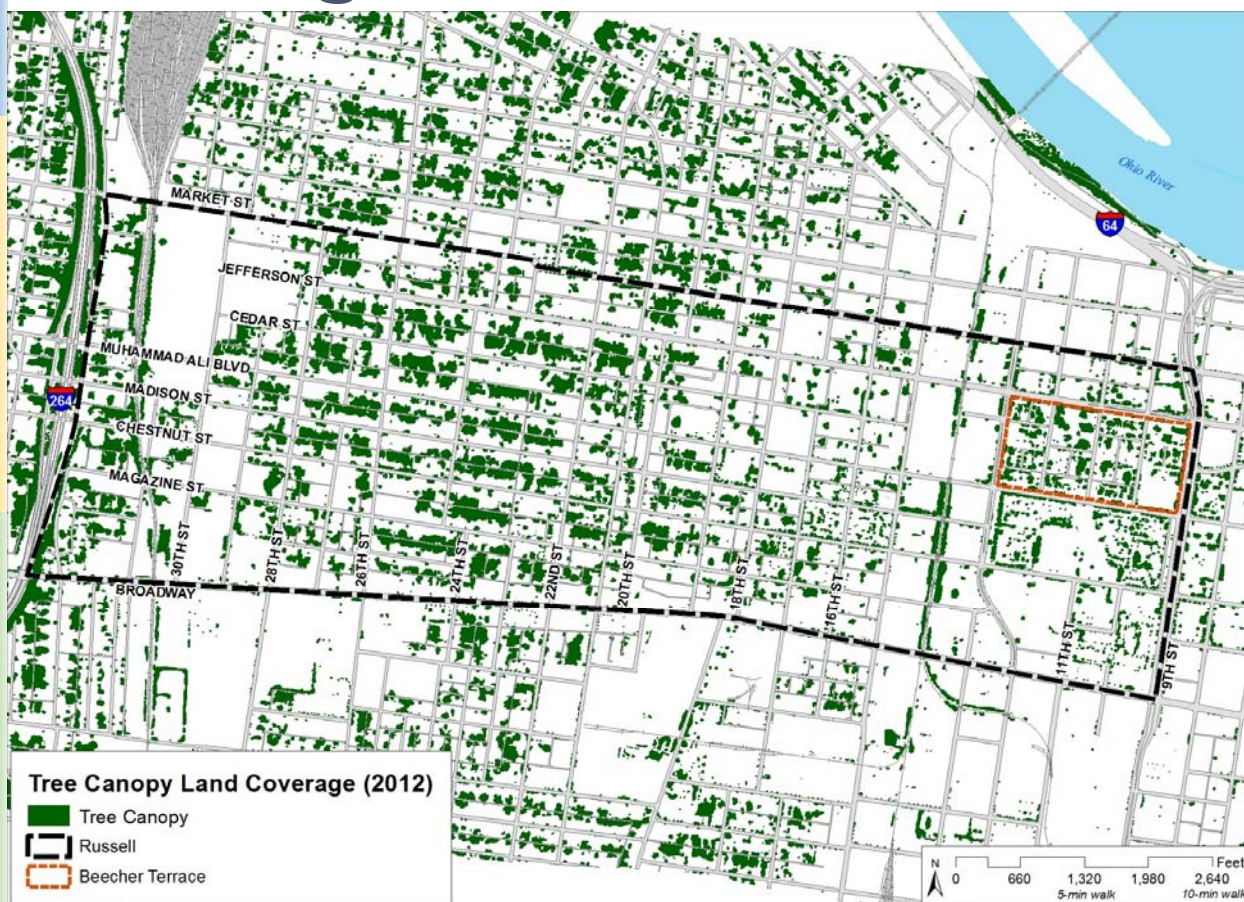 Ohio River
64
MARKET ST
JEFFERSON ST
CEDAR ST
MUHAMMAD ALI BLVD
264
MADISON ST
CHESTNUT ST
MAGAZINE ST
30TH ST
28TH ST
26TH ST
24TH ST
22ND ST
20TH ST
18TH ST
16TH ST
11TH ST
9TH ST
BROADWAY
Tree Canopy Land Coverage (2012)
Tree Canopy
Russell
Beecher Terrace
N
Feet
0 660 1,320 1,980 2,640
5-min walk 10-min walk